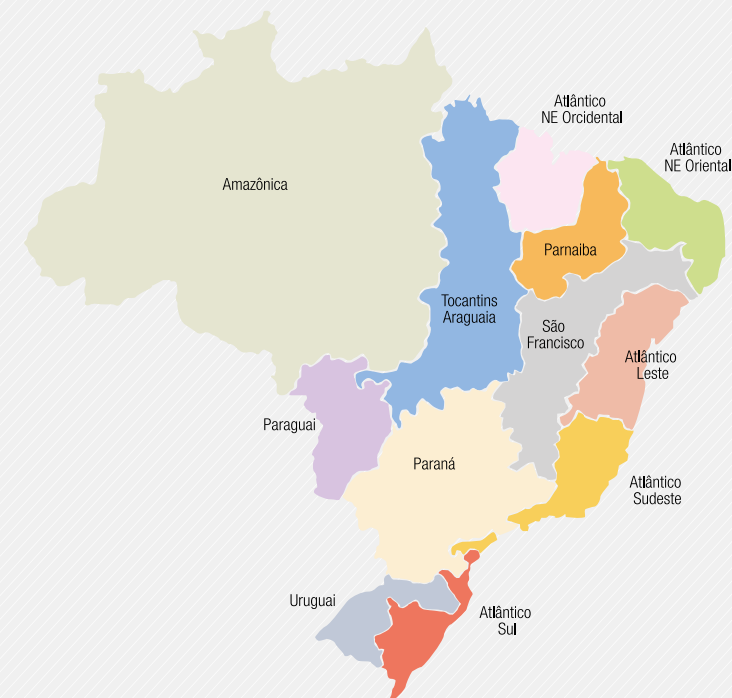 Atlântico
NE Orcidental
Atlântico
NE Oriental
Amazônica
Parnaiba
Tocantins
Araguaia
São
Francisco
Atlântico
Leste
Paraguai
Paraná
Atlântico
Sudeste
Uruguai
Atlântico
Sul